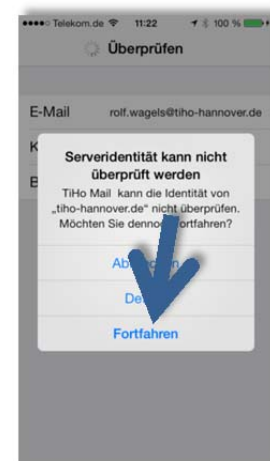 Telekom.de 11:22 100 %
Überprüfen
E-Mail rolf.wagels@tiho-hannover.de
K
B
Serveridentität kann nicht
überprüft werden
TiHo Mail kann die Identität von
„tiho-hannover.de“ nicht überprüfen.
Möchten Sie fortfahren?
Fortfahren